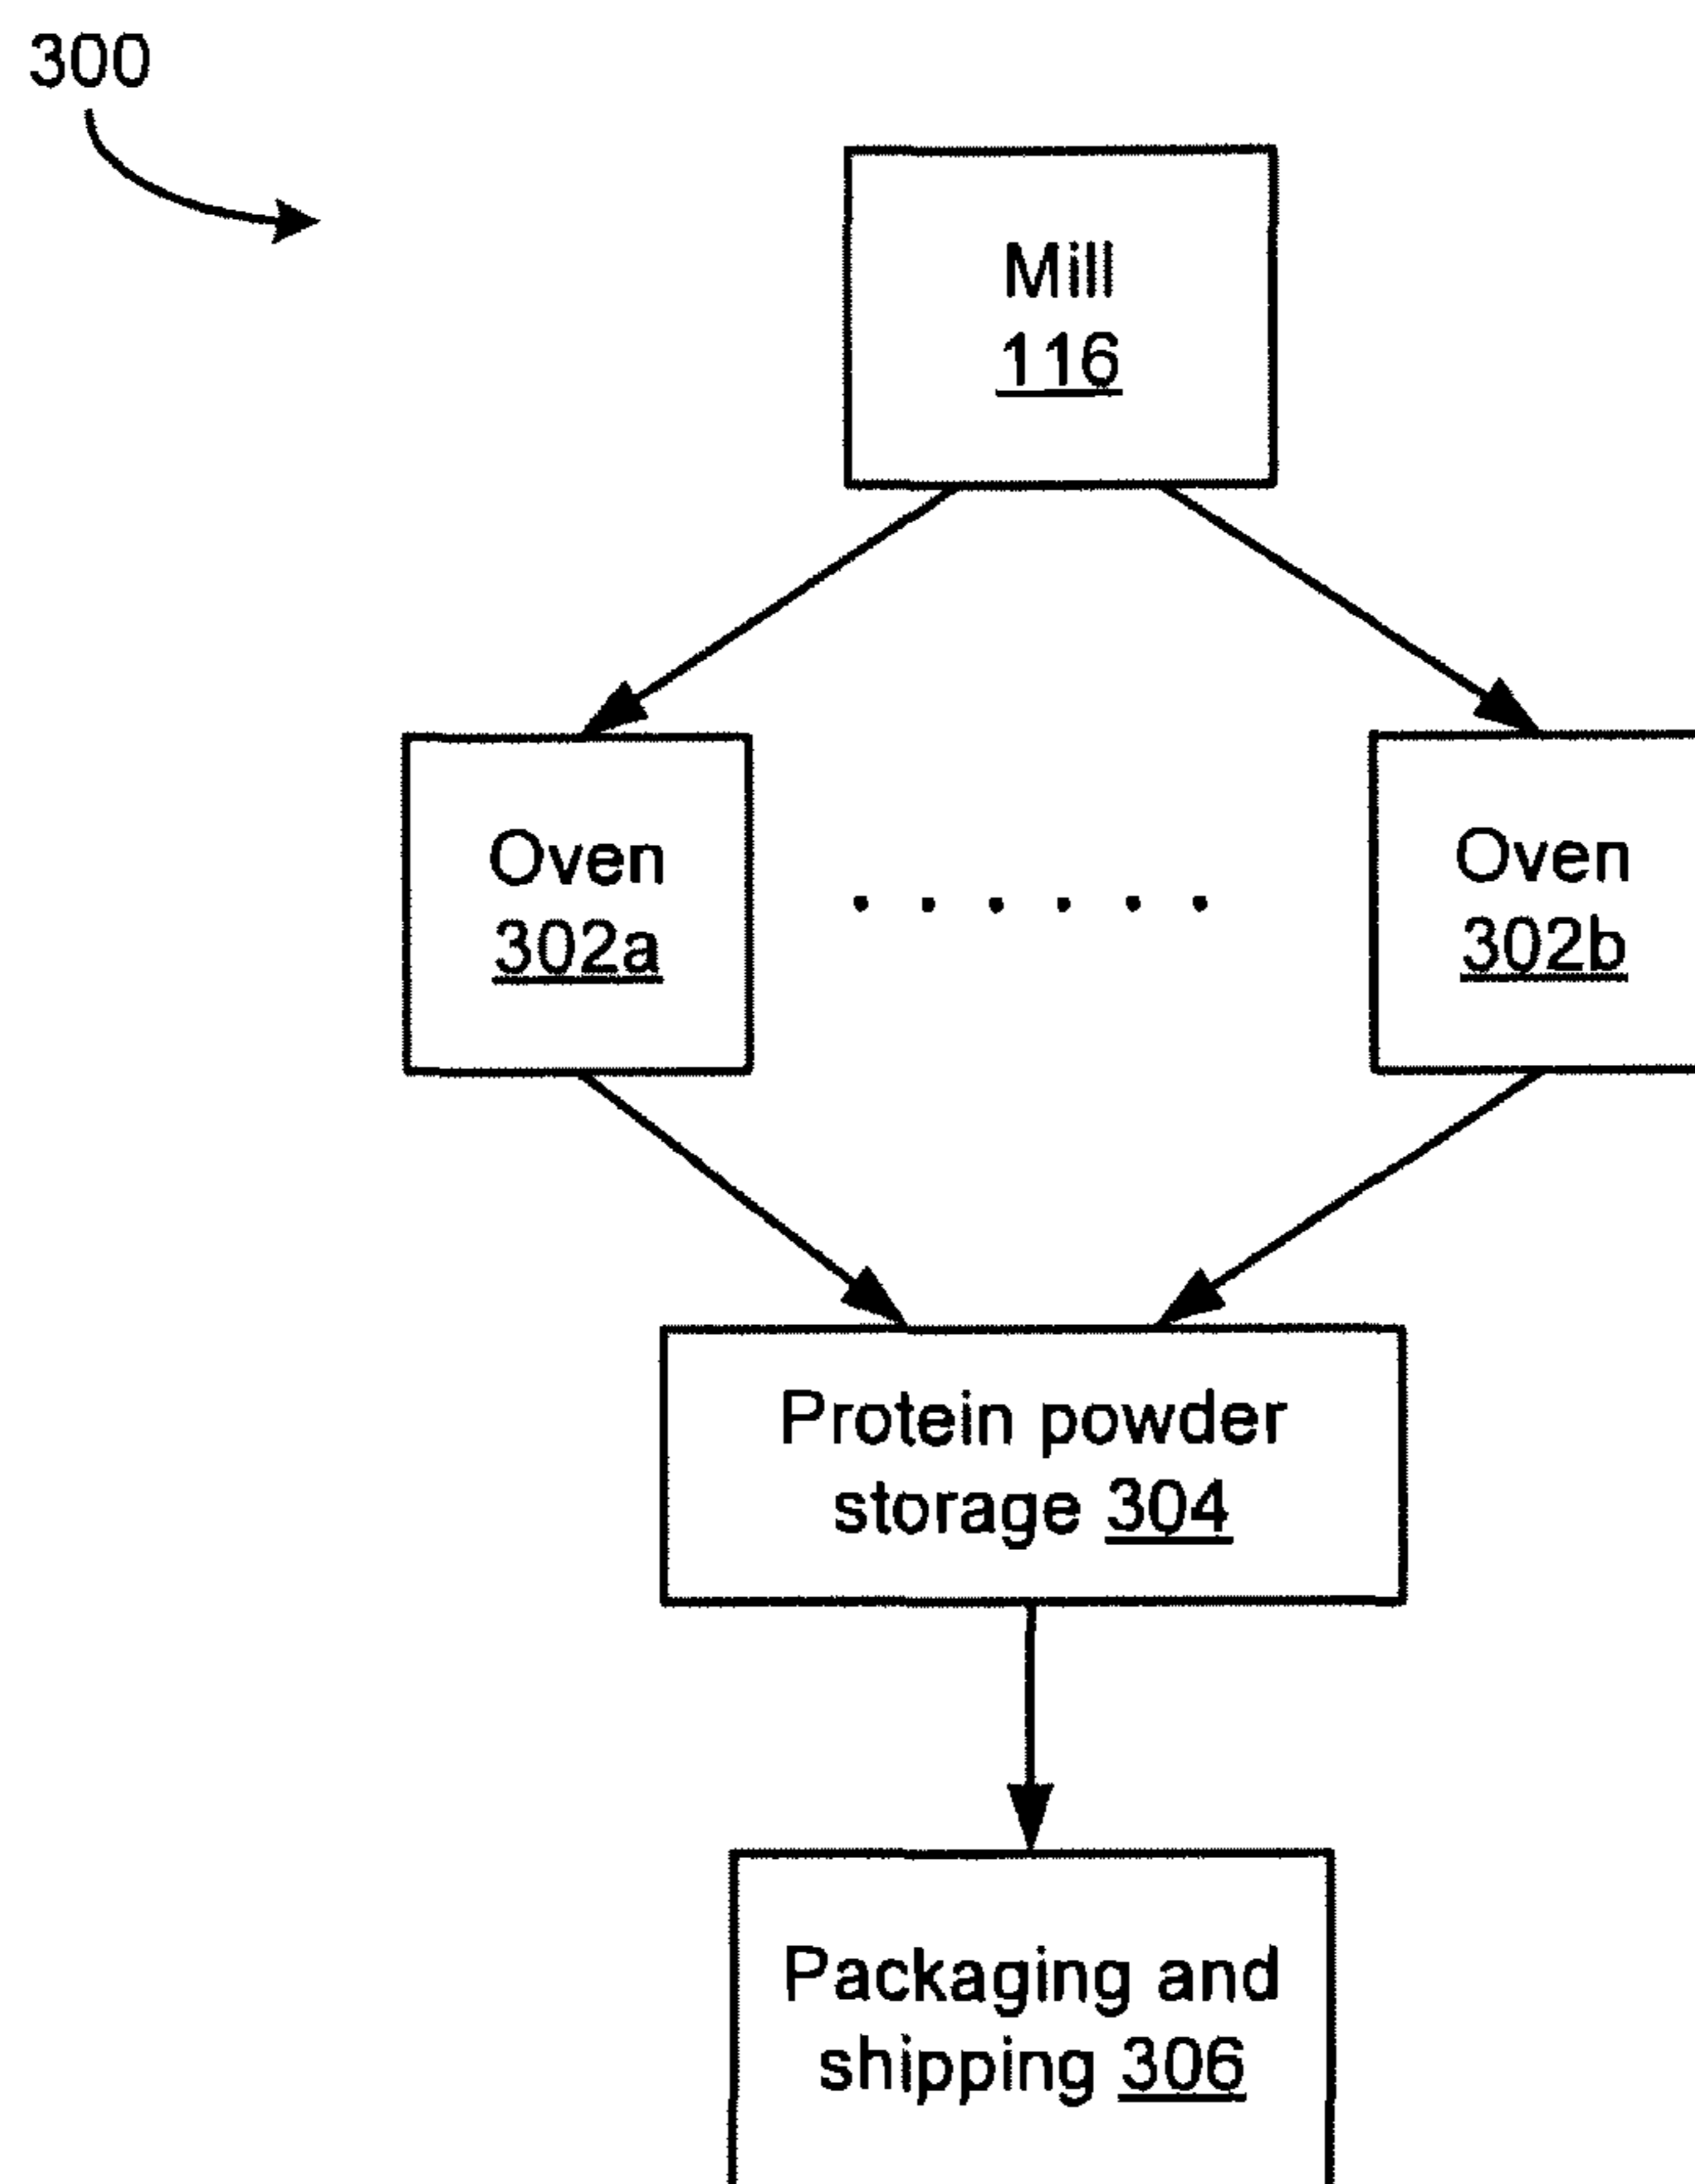 300
Mill
116
Oven
302a
. . . . . .
Oven
302b
Protein powder
storage 304
Packaging and
shipping 306